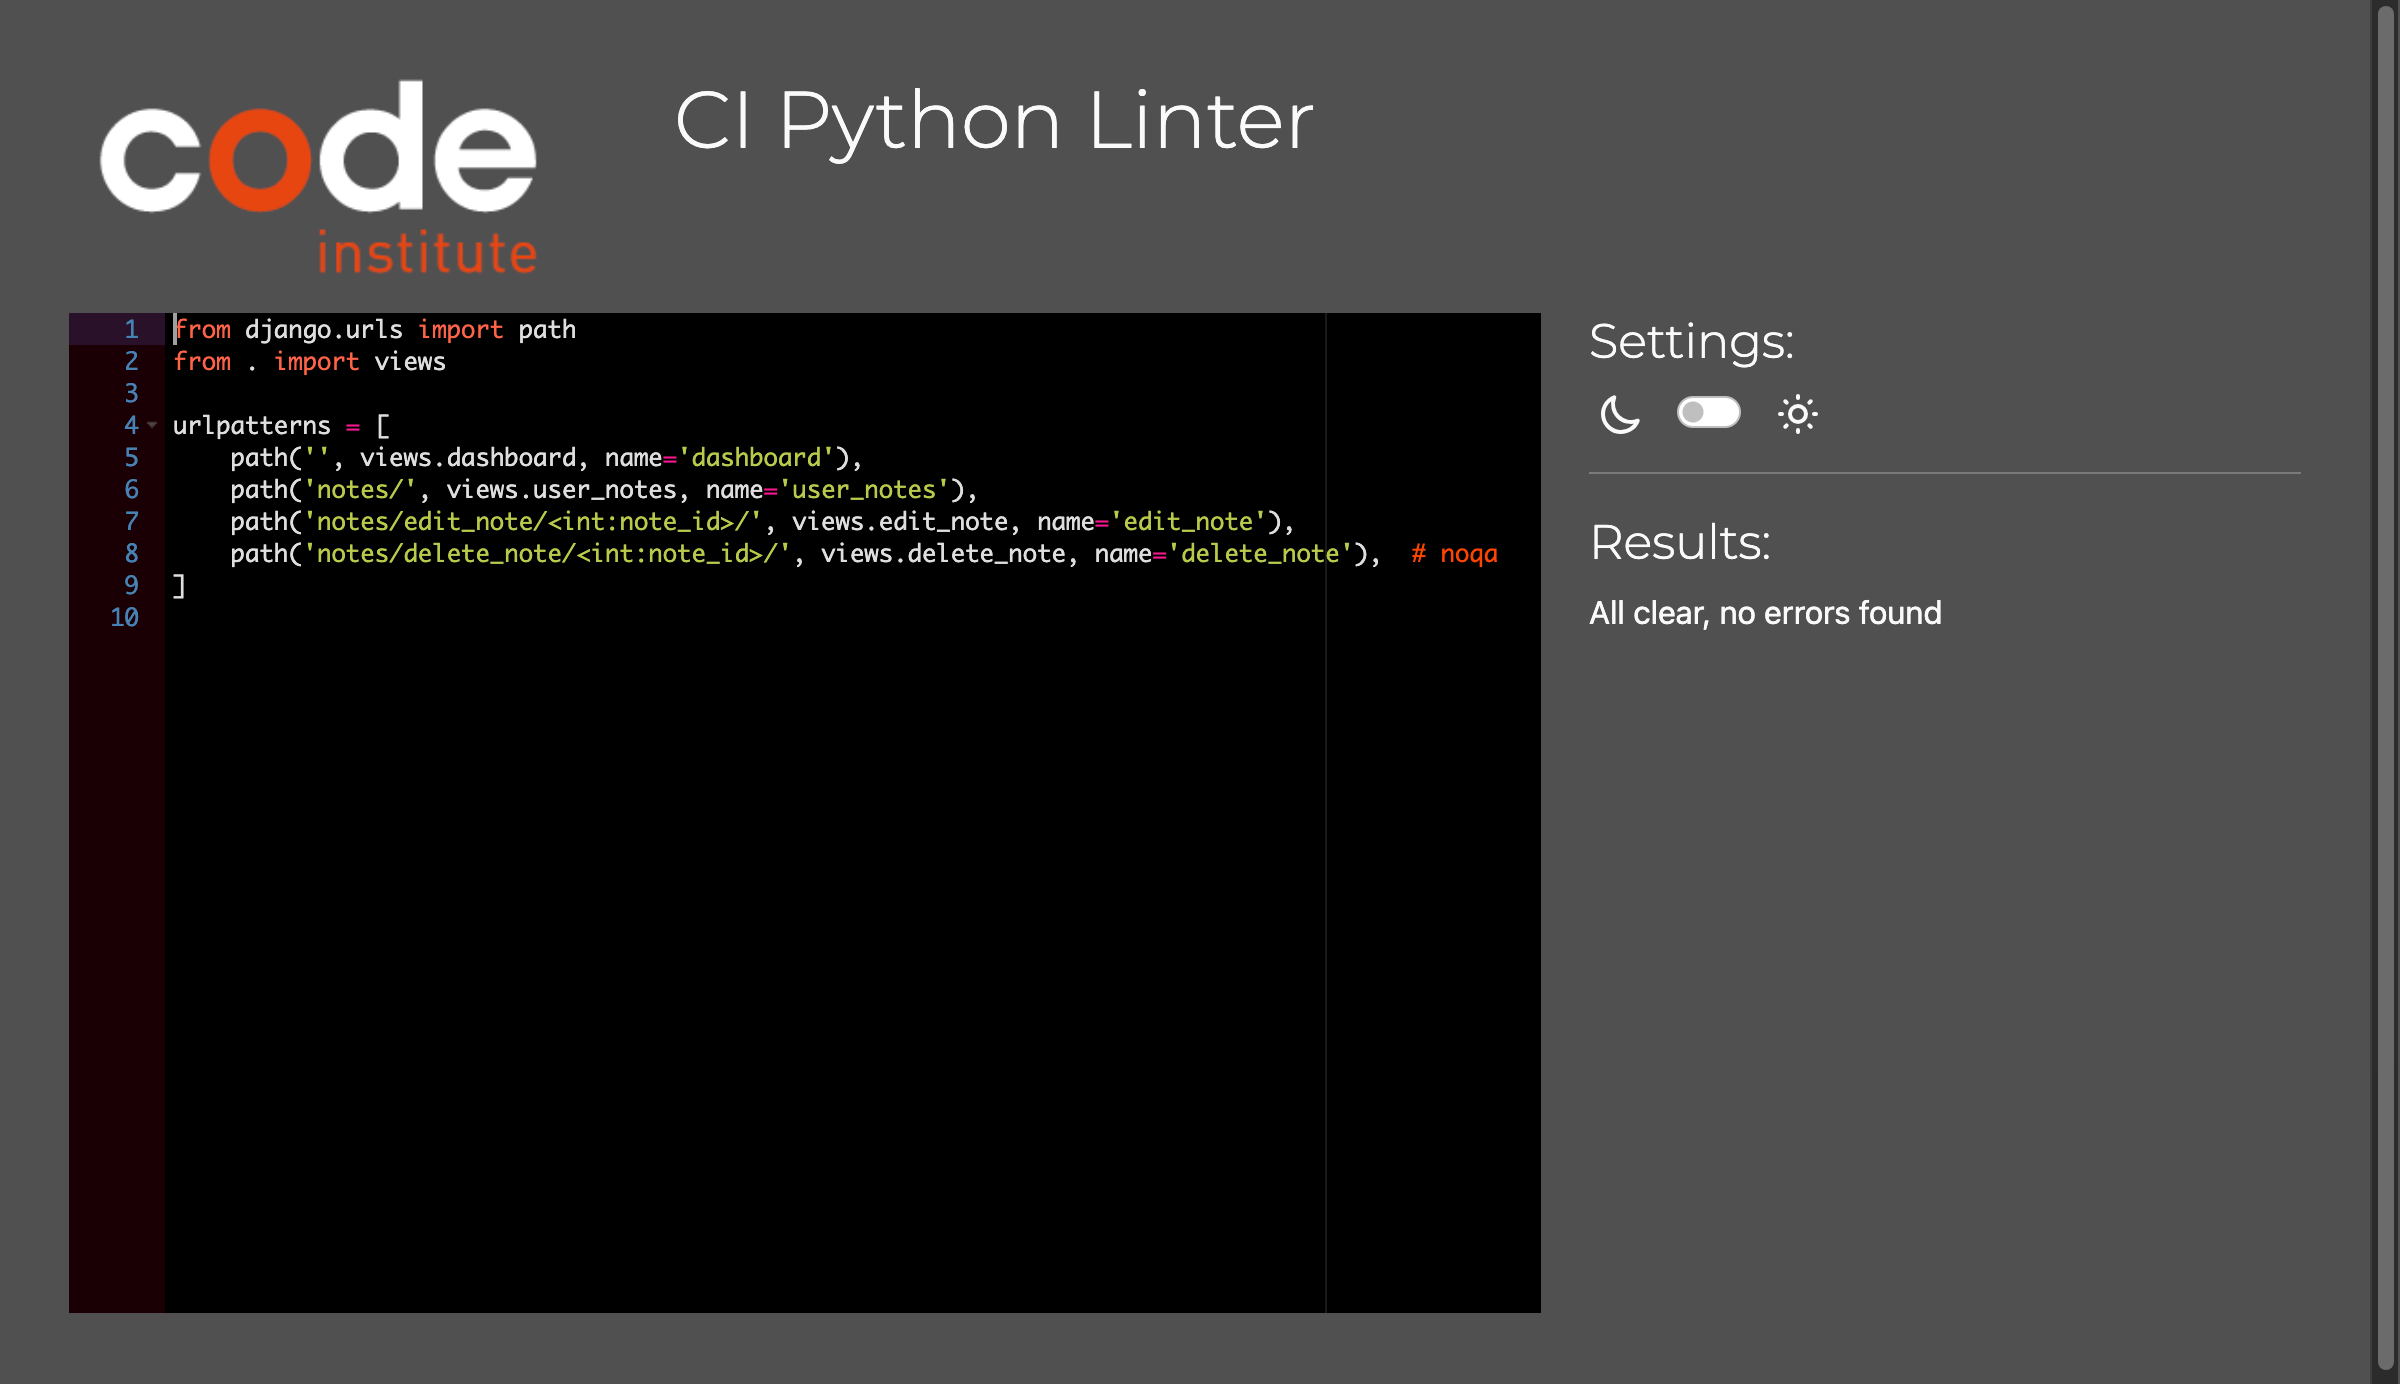 code
institute
CI Python Linter
1 from django.urls import path
2 from . import views
3
4 urlpatterns = [
5     path('', views.dashboard, name='dashboard'),
6     path('notes/', views.user_notes, name='user_notes'),
7     path('notes/edit_note/<int:note_id>/', views.edit_note, name='edit_note'),
8     path('notes/delete_note/<int:note_id>/', views.delete_note, name='delete_note'),  # noqa
9 ]
10
Settings:
Results:
All clear, no errors found